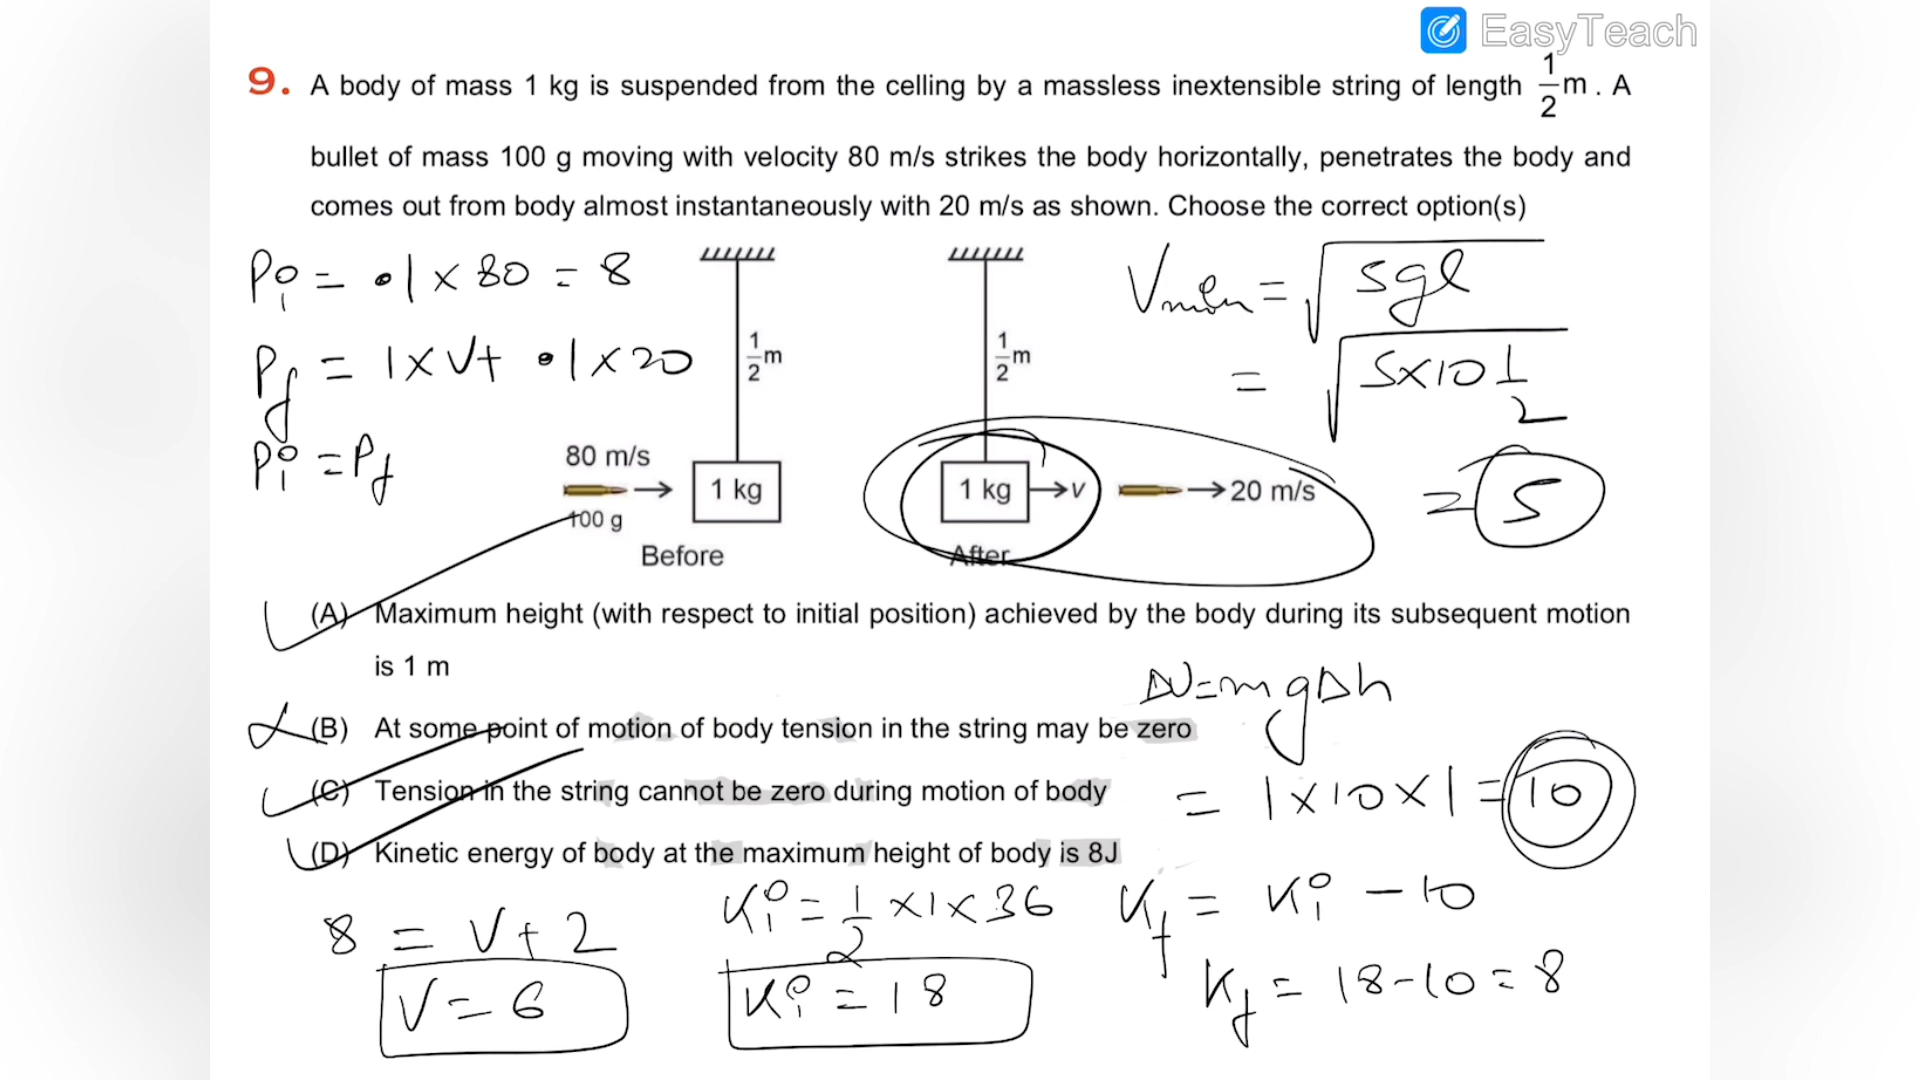 EasyTeach
9. A body of mass 1 kg is suspended from the celling by a massless inextensible string of length 1/2 m . A
bullet of mass 100 g moving with velocity 80 m/s strikes the body horizontally, penetrates the body and
comes out from body almost instantaneously with 20 m/s as shown. Choose the correct option(s)
Pi = .1 × 80 = 8
Pf = 1 × V + .1 × 20
Pi = Pf
1/2 m
80 m/s
100 g
1 kg
Before
1/2 m
1 kg
v
20 m/s
After
Vmin = √5gl
= √5×10 1/2
= 5
(A) Maximum height (with respect to initial position) achieved by the body during its subsequent motion
is 1 m
(B) At some point of motion of body tension in the string may be zero
(C) Tension in the string cannot be zero during motion of body
(D) Kinetic energy of body at the maximum height of body is 8J
ΔU = mgΔh
= 1×10×1 = 10
8 = V + 2
V = 6
Ki = 1/2 ×1×36
Ki = 18
Kf = Ki − 10
Kf = 18-10 = 8